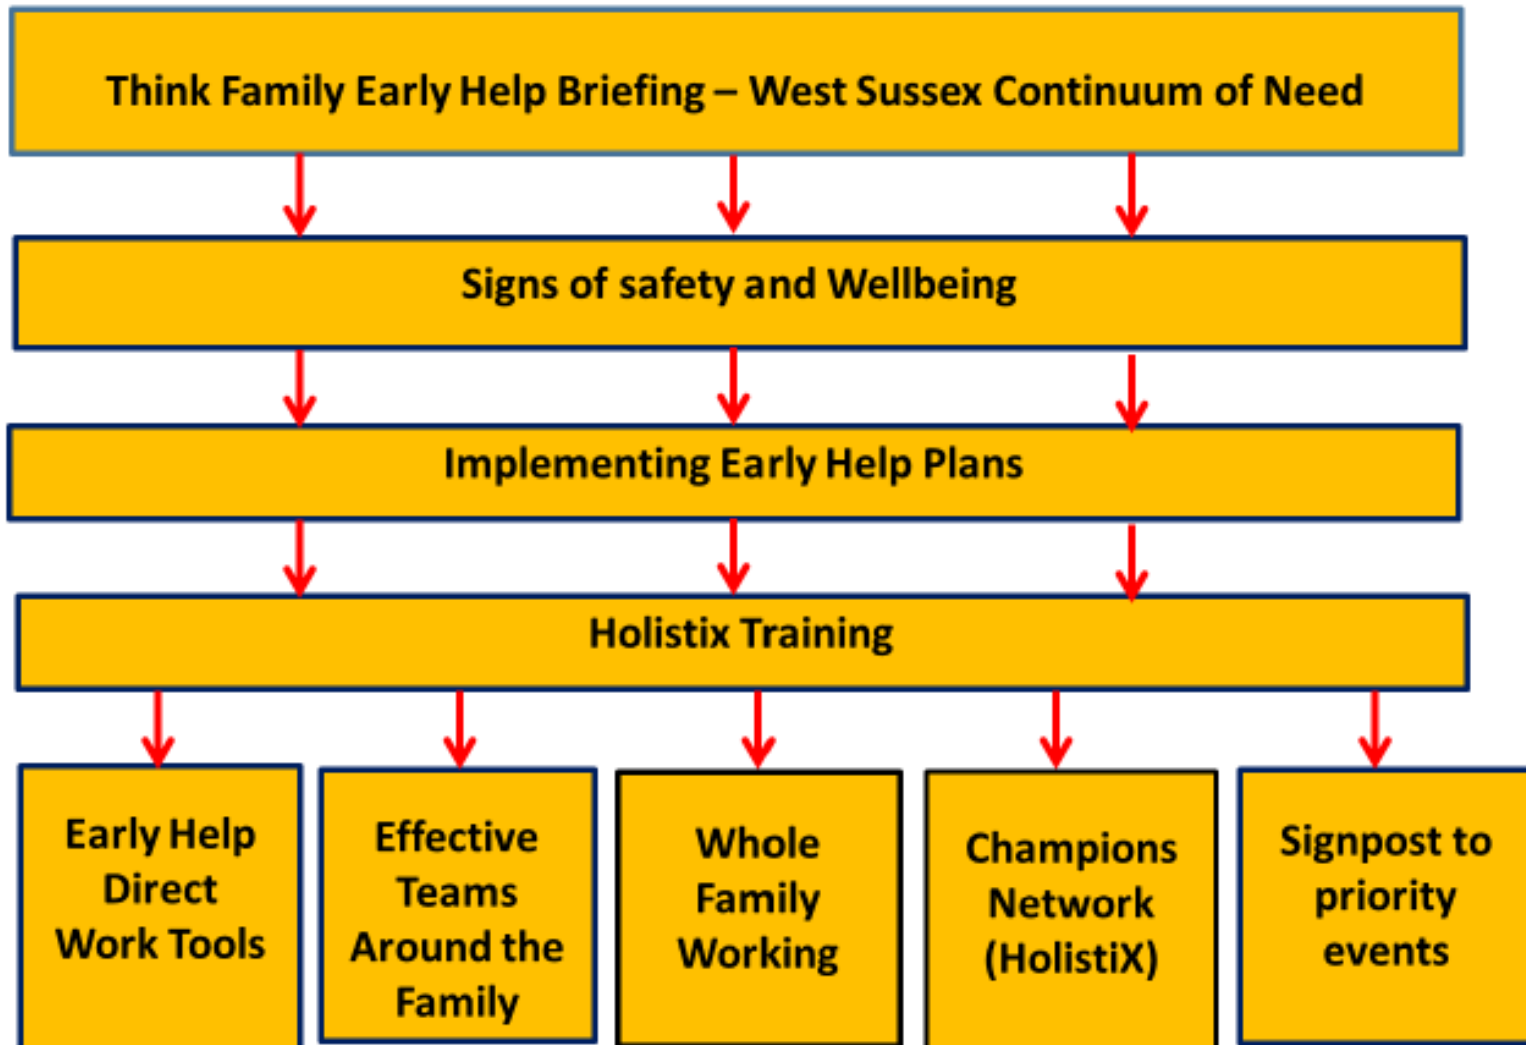 Think Family Early Help Briefing – West Sussex Continuum of Need
Signs of safety and Wellbeing
Implementing Early Help Plans
Holistix Training
Early Help
Direct
Work Tools
Effective
Teams
Around the
Family
Whole
Family
Working
Champions
Network
(HolistiX)
Signpost to
priority
events